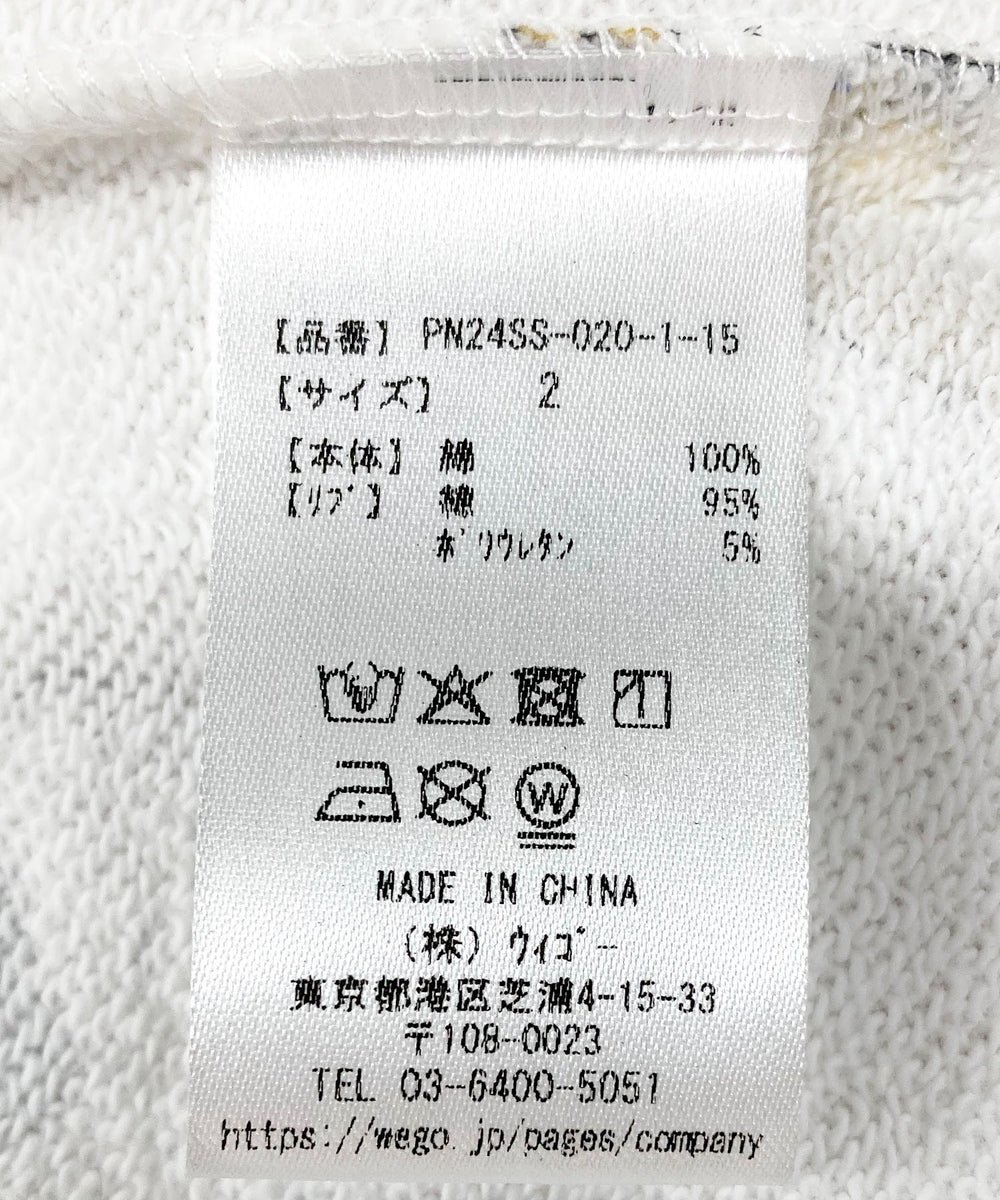 【品番】 PN24SS-020-1-15
【サイズ】 2
【本体】 綿 100%
【リブ】 綿 95%
ポリウレタン 5%
W
MADE IN CHINA
(株) ウィゴー
東京都港区芝浦4-15-33
〒108-0023
TEL 03-6400-5051
https://wego.jp/pages/company